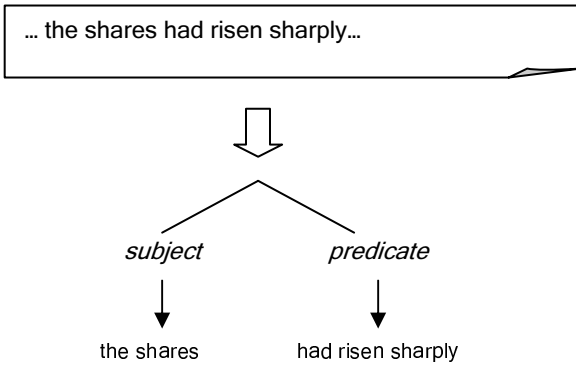 ... the shares had risen sharply...
subject predicate
the shares had risen sharply